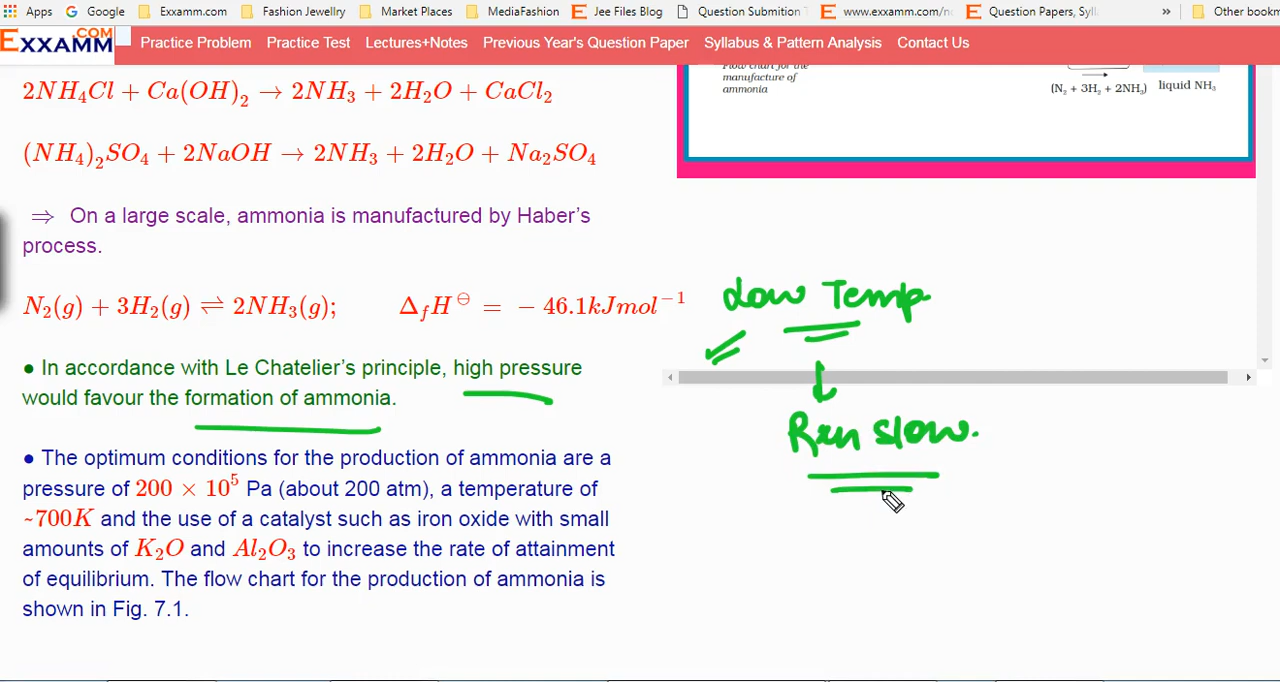 Apps Google Exxamm.com Fashion Jewellry Market Places MediaFashion Jee Files Blog Question Submition www.exxamm.com/ Question Papers, Syl » Other bookm
EXXAMM.COM Practice Problem Practice Test Lectures+Notes Previous Year's Question Paper Syllabus & Pattern Analysis Contact Us
2NH₄Cl + Ca(OH)₂ → 2NH₃ + 2H₂O + CaCl₂
(NH₄)₂SO₄ + 2NaOH → 2NH₃ + 2H₂O + Na₂SO₄
⇒ On a large scale, ammonia is manufactured by Haber's
process.
N₂(g) + 3H₂(g) ⇌ 2NH₃(g); Δ_fH^⊖ = − 46.1kJmol⁻¹
● In accordance with Le Chatelier's principle, high pressure
would favour the formation of ammonia.
● The optimum conditions for the production of ammonia are a
pressure of 200 × 10⁵ Pa (about 200 atm), a temperature of
~700K and the use of a catalyst such as iron oxide with small
amounts of K₂O and Al₂O₃ to increase the rate of attainment
of equilibrium. The flow chart for the production of ammonia is
shown in Fig. 7.1.
Flow chart for the
manufacture of
ammonia
(N₂ + 3H₂ + 2NH₃)
liquid NH₃
Low Temp
Rxn slow.